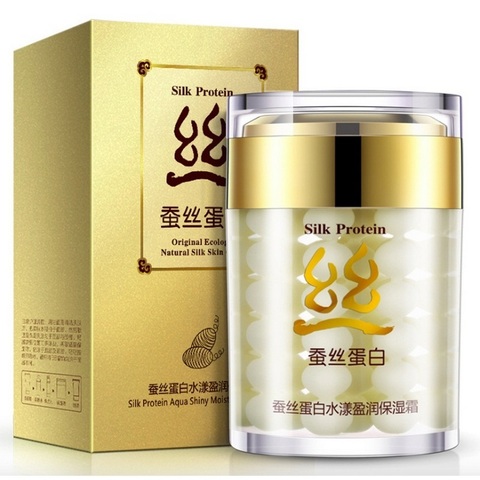 Silk Protein
丝
蚕丝蛋
Original Ecolog
Natural Silk Skin
蚕丝蛋白水漾盈润
Silk Protein Aqua Shiny Moist
Silk Protein
丝
蚕丝蛋白
蚕丝蛋白水漾盈润保湿霜